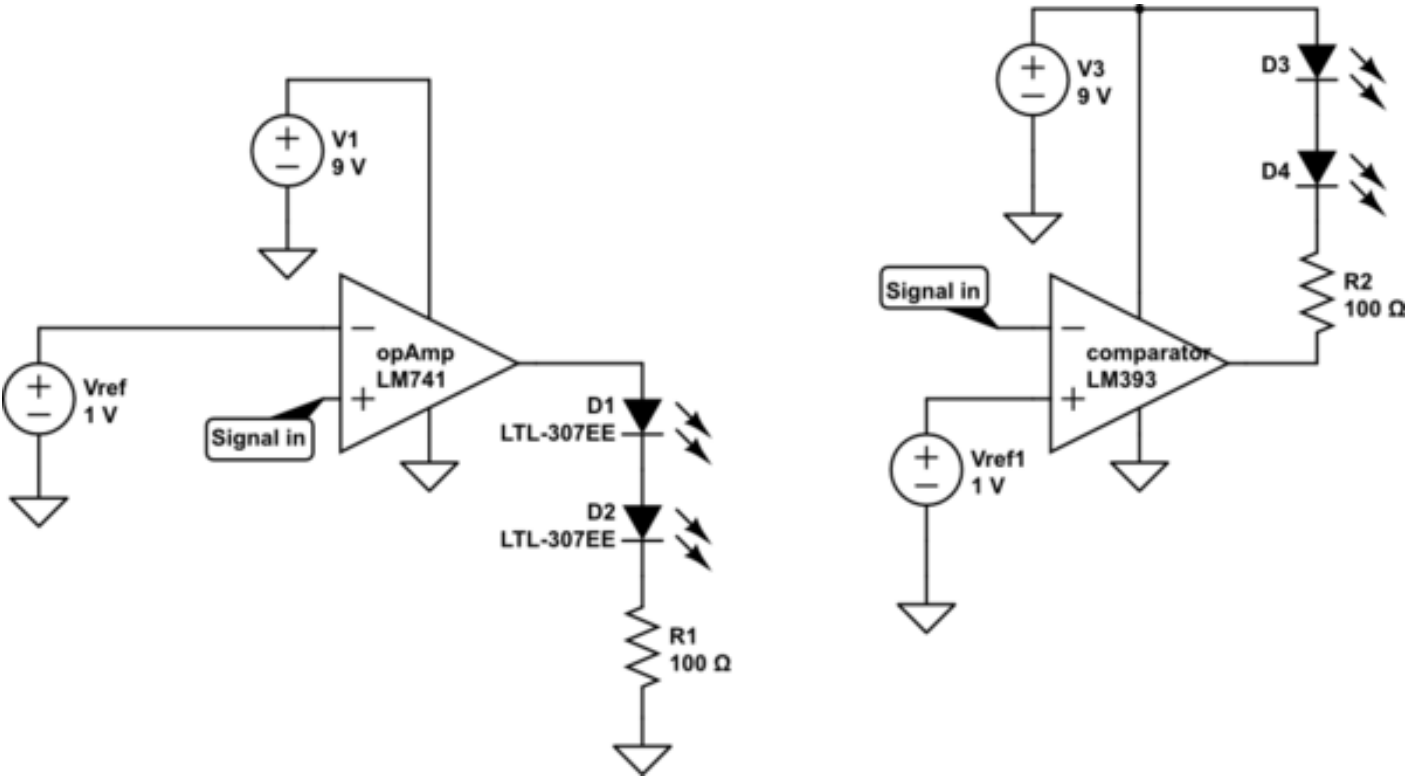 V1
9 V
Vref
1 V
−
opAmp
LM741
+
Signal in
D1
LTL-307EE
D2
LTL-307EE
R1
100 Ω
V3
9 V
D3
D4
R2
100 Ω
Signal in
−
comparator
LM393
+
Vref1
1 V